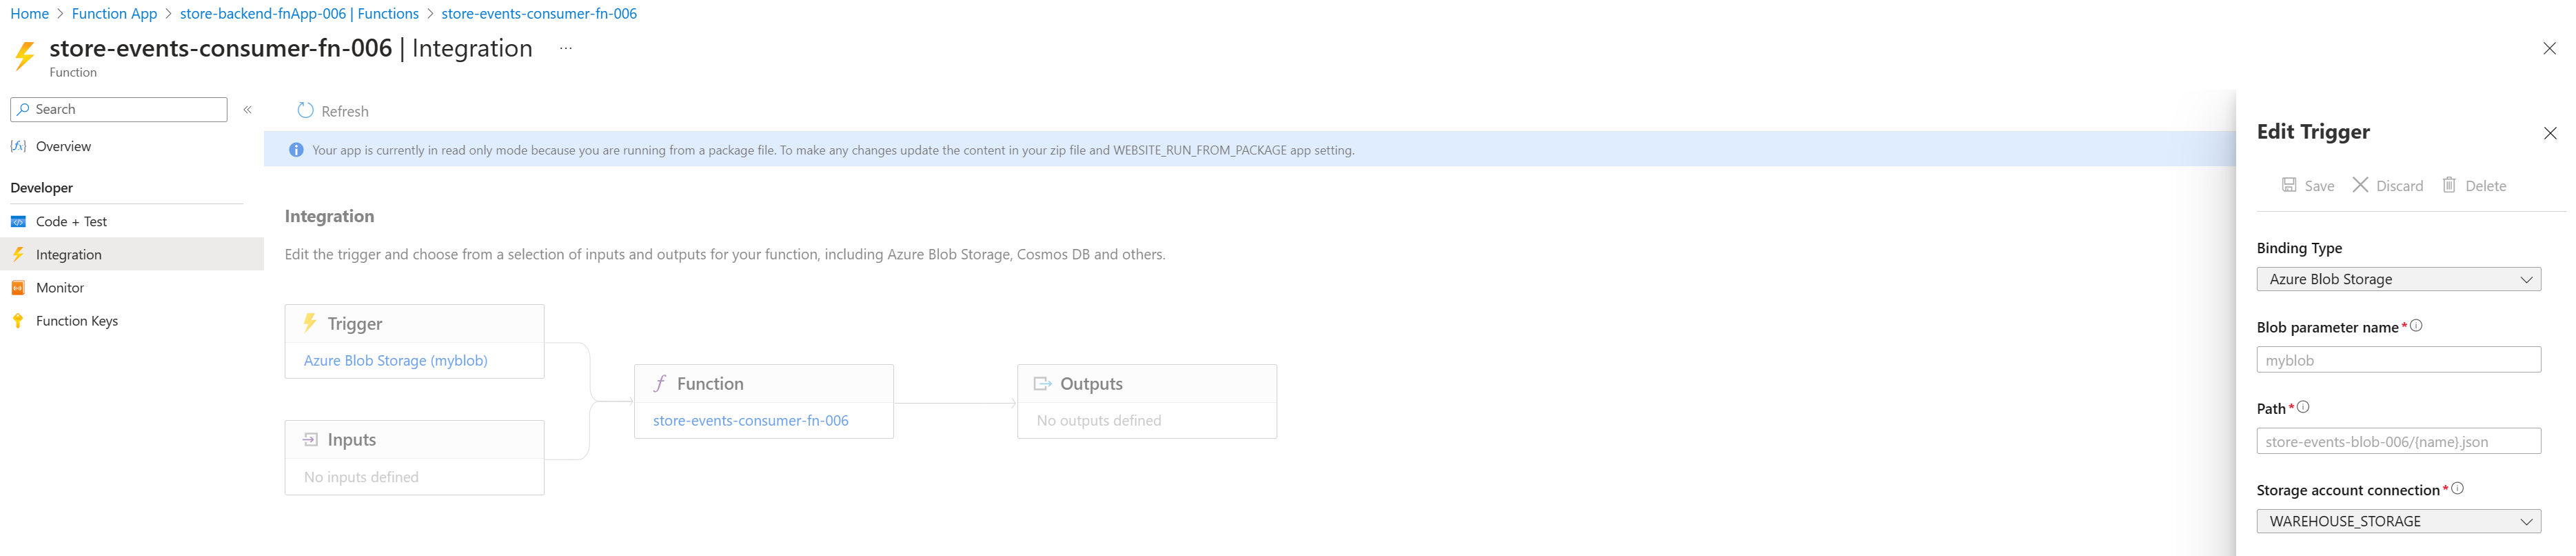 Home > Function App > store-backend-fnApp-006 | Functions > store-events-consumer-fn-006
store-events-consumer-fn-006 | Integration ...
Function
Search
«
Overview
Developer
Code + Test
Integration
Monitor
Function Keys
Refresh
Your app is currently in read only mode because you are running from a package file. To make any changes update the content in your zip file and WEBSITE_RUN_FROM_PACKAGE app setting.
Integration
Edit the trigger and choose from a selection of inputs and outputs for your function, including Azure Blob Storage, Cosmos DB and others.
Trigger
Azure Blob Storage (myblob)
Inputs
No inputs defined
Function
store-events-consumer-fn-006
Outputs
No outputs defined
Edit Trigger
Save Discard Delete
Binding Type
Azure Blob Storage
Blob parameter name *
myblob
Path *
store-events-blob-006/{name}.json
Storage account connection *
WAREHOUSE_STORAGE